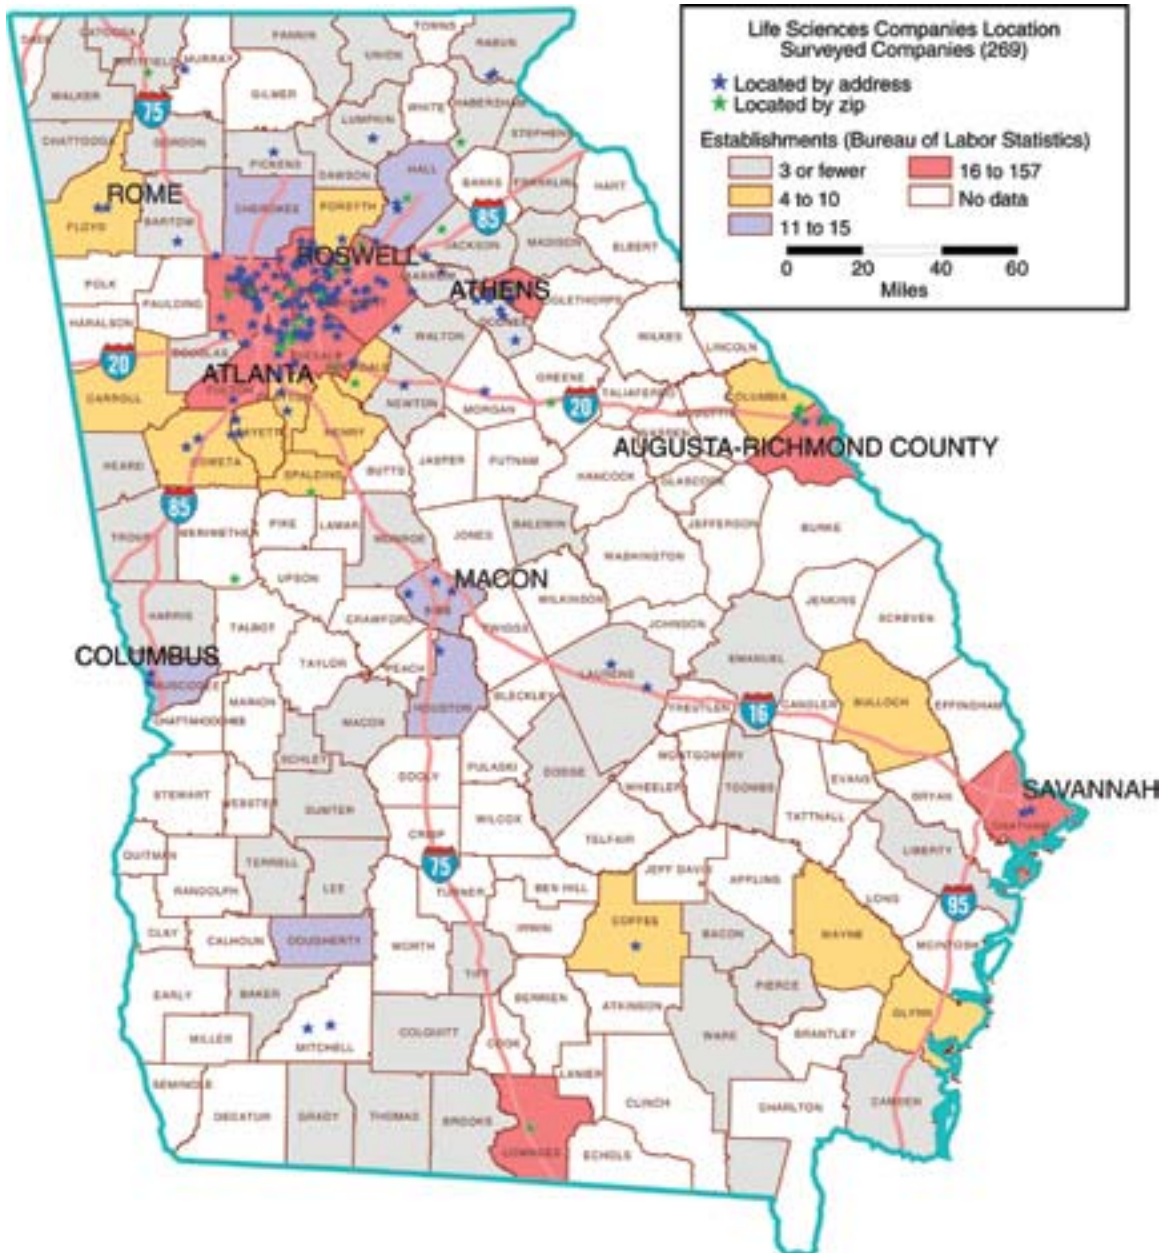 Life Sciences Companies Location
Surveyed Companies (269)
Located by address
Located by zip
Establishments (Bureau of Labor Statistics)
3 or fewer
16 to 157
4 to 10
No data
11 to 15
0 20 40 60
Miles
TOWNS
FANNIN
RABUN
UNION
MURRAY
GILMER
WALKER
WHITE
HABERSHAM
LUMPKIN
STEPHENS
75
CHATTOOGA
GORDON
PICKENS
DAWSON
HALL
BANKS
FRANKLIN
HART
ROME
CHEROKEE
FORSYTH
85
FLOYD
BARTOW
JACKSON
MADISON
ELBERT
ROSWELL
POLK
PAULDING
ATHENS
OGLETHORPE
HARALSON
WALTON
WILKES
LINCOLN
20
DOUGLAS
ATLANTA
GREENE
TALIAFERRO
CARROLL
NEWTON
MORGAN
20
COLUMBIA
HENRY
AUGUSTA-RICHMOND COUNTY
HEARD
COWETA
SPALDING
BUTTS
JASPER
PUTNAM
HANCOCK
GLASCOCK
85
TROUP
MERIWETHER
PIKE
LAMAR
MONROE
JONES
BALDWIN
JEFFERSON
BURKE
WASHINGTON
UPSON
MACON
BIBB
WILKINSON
JENKINS
SCREVEN
HARRIS
TALBOT
CRAWFORD
TWIGGS
JOHNSON
COLUMBUS
TAYLOR
PEACH
LAURENS
EMANUEL
MUSCOGEE
MARION
CHATTAHOOCHEE
MACON
HOUSTON
BLECKLEY
TREUTLEN
16
CANDLER
BULLOCH
EFFINGHAM
SCHLEY
DOOLY
PULASKI
DODGE
MONTGOMERY
WHEELER
TOOMBS
EVANS
BRYAN
SAVANNAH
STEWART
WEBSTER
SUMTER
WILCOX
TELFAIR
TATTNALL
CHATHAM
QUITMAN
TERRELL
CRISP
LIBERTY
RANDOLPH
LEE
75
TURNER
BEN HILL
JEFF DAVIS
APPLING
LONG
95
CLAY
CALHOUN
DOUGHERTY
WORTH
IRWIN
COFFEE
BACON
WAYNE
MCINTOSH
TIFT
EARLY
BAKER
BERRIEN
ATKINSON
PIERCE
GLYNN
MILLER
MITCHELL
COLQUITT
COOK
WARE
BRANTLEY
SEMINOLE
LANIER
DECATUR
GRADY
THOMAS
BROOKS
CLINCH
CHARLTON
CAMDEN
LOWNDES
ECHOLS